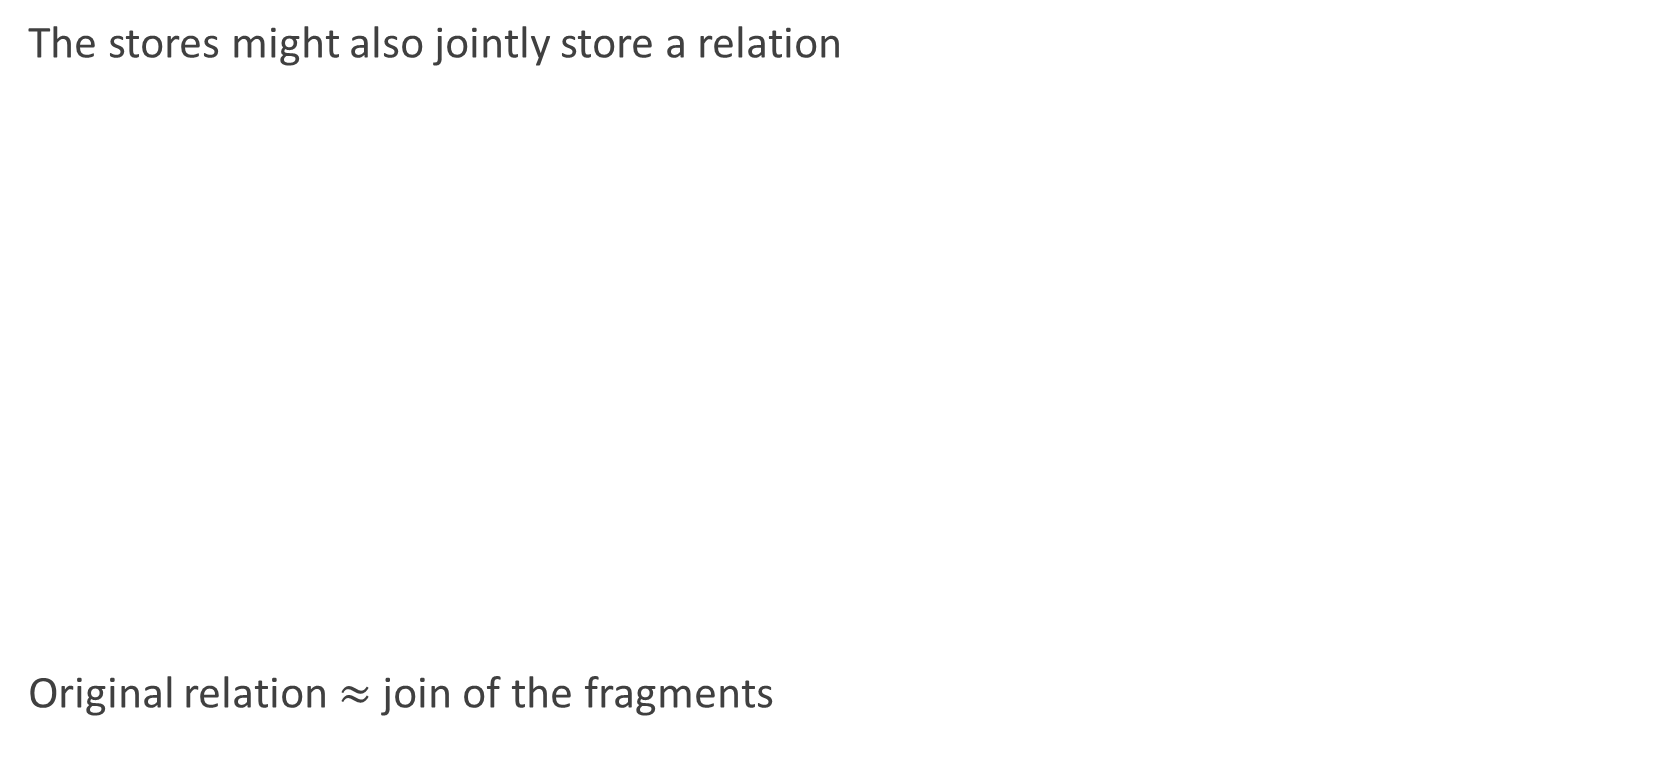 The stores might also jointly store a relation
Original relation ≈ join of the fragments